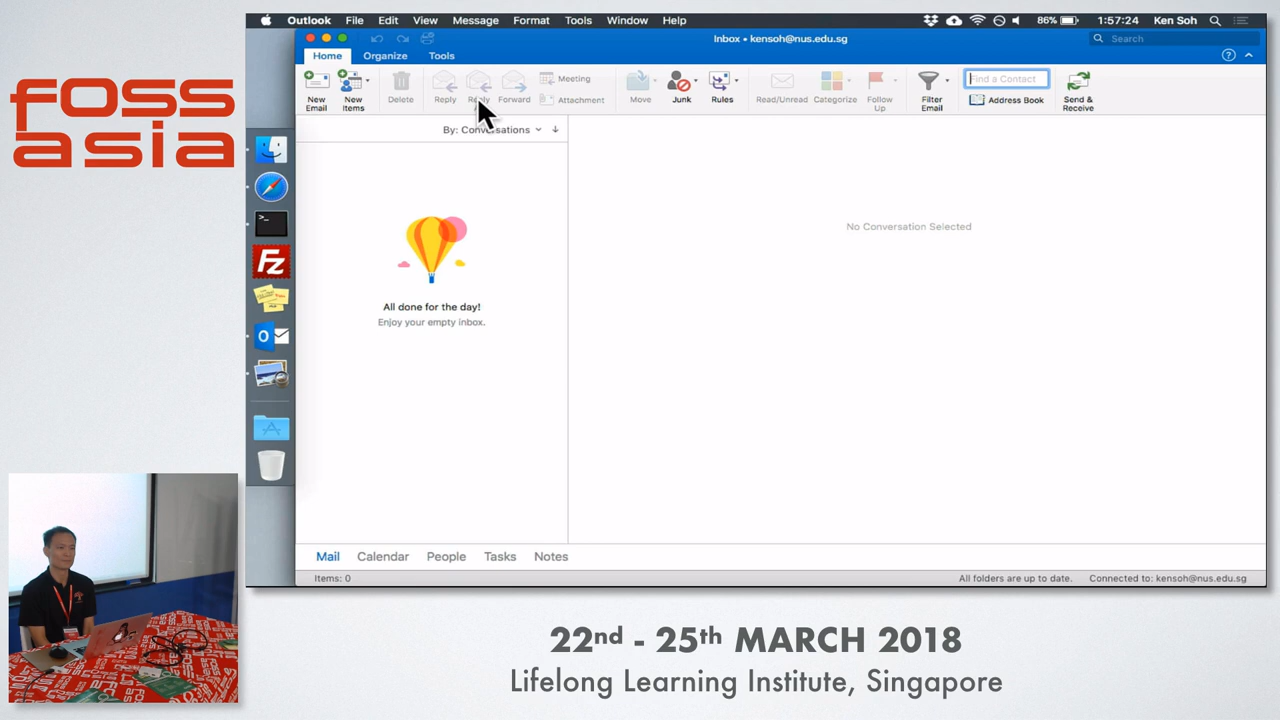 foss
asia
Outlook File Edit View Message Format Tools Window Help 86% 1:57:24 Ken Soh
Inbox • kensoh@nus.edu.sg Search
Home Organize Tools
New Email New Items Delete Reply Reply Forward Meeting Attachment Move Junk Rules Read/Unread Categorize Follow Up Filter Email Find a Contact Address Book Send & Receive
By: Conversations
>_
Fz
O
All done for the day!
Enjoy your empty inbox.
No Conversation Selected
Mail Calendar People Tasks Notes
Items: 0 All folders are up to date. Connected to: kensoh@nus.edu.sg
22nd - 25th MARCH 2018
Lifelong Learning Institute, Singapore